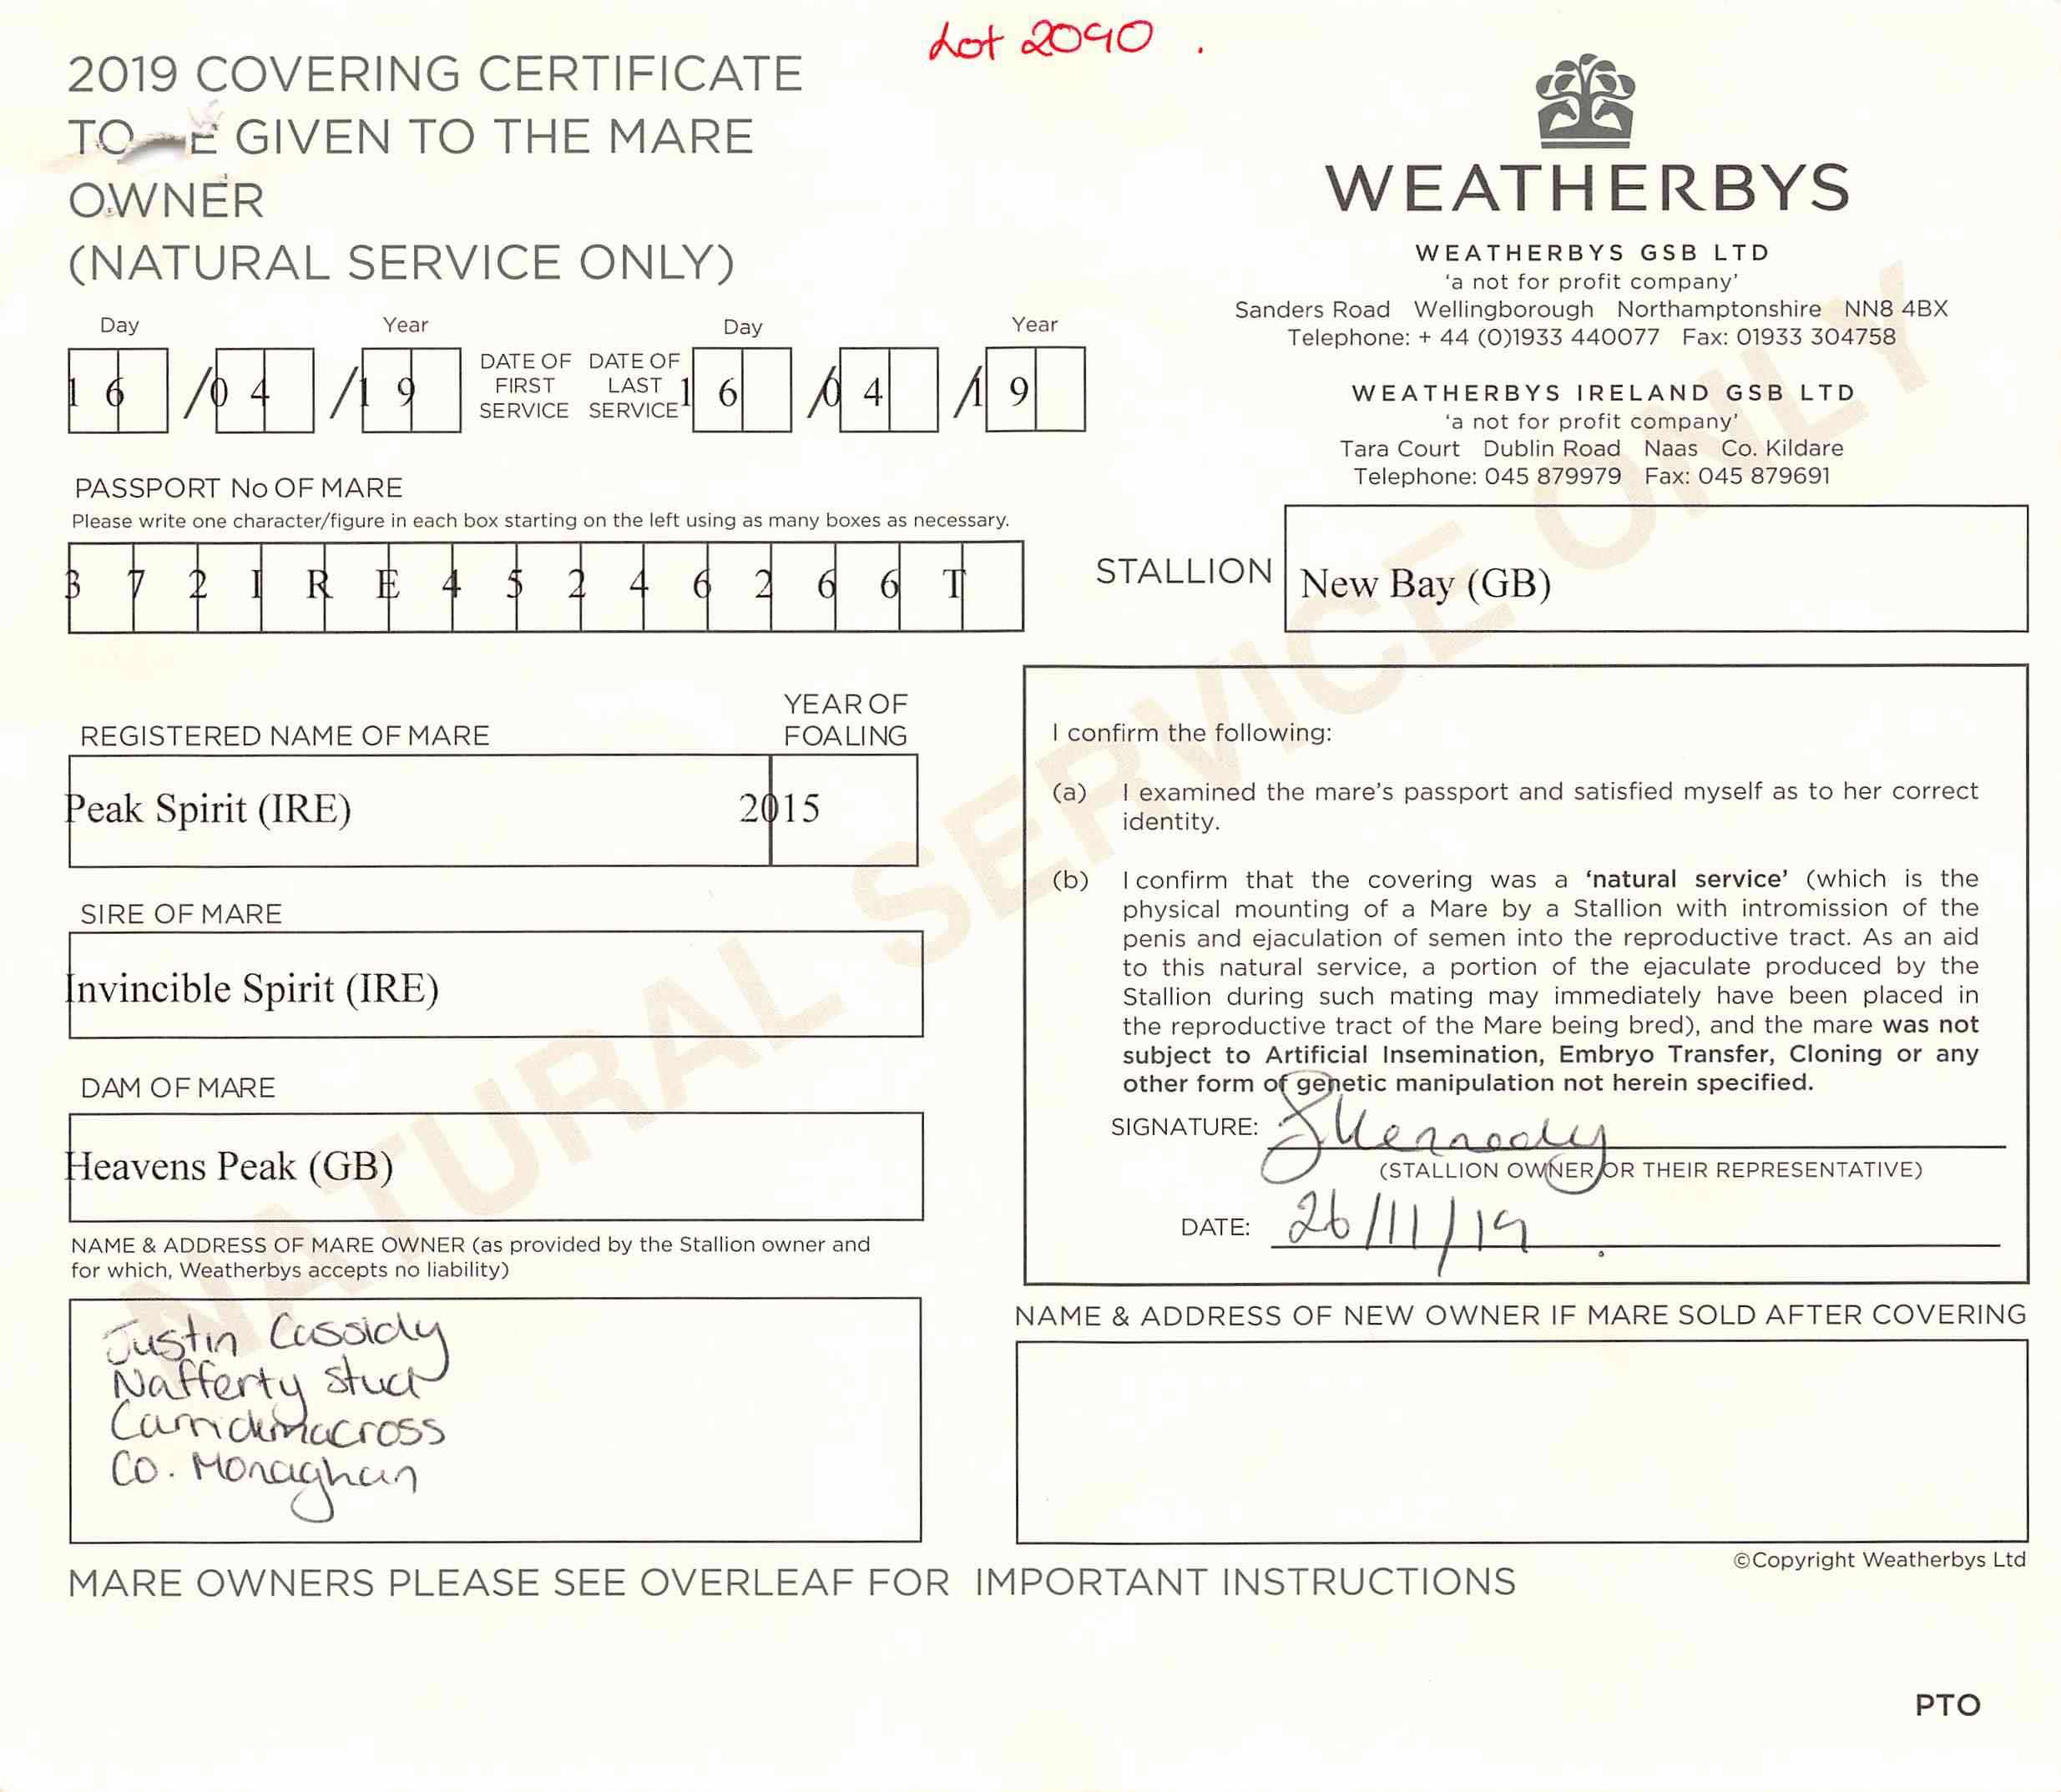 Lot 2090 .
2019 COVERING CERTIFICATE
TO E GIVEN TO THE MARE
OWNER
(NATURAL SERVICE ONLY)
WEATHERBYS
WEATHERBYS GSB LTD
'a not for profit company'
Sanders Road Wellingborough Northamptonshire NN8 4BX
Telephone: + 44 (0)1933 440077 Fax: 01933 304758
WEATHERBYS IRELAND GSB LTD
'a not for profit company'
Tara Court Dublin Road Naas Co. Kildare
Telephone: 045 879979 Fax: 045 879691
Day Year
16 /04 /19
DATE OF FIRST SERVICE
DATE OF LAST SERVICE
Day Year
16 /04 /19
PASSPORT No OF MARE
Please write one character/figure in each box starting on the left using as many boxes as necessary.
3 7 2 I R E 4 5 2 4 6 2 6 6 T
STALLION New Bay (GB)
REGISTERED NAME OF MARE
YEAR OF FOALING
Peak Spirit (IRE) 2015
SIRE OF MARE
Invincible Spirit (IRE)
DAM OF MARE
Heavens Peak (GB)
NAME & ADDRESS OF MARE OWNER (as provided by the Stallion owner and
for which, Weatherbys accepts no liability)
Justin Cassidy
Nafferty Stud
Carrickmacross
Co. Monaghan
I confirm the following:
(a) I examined the mare's passport and satisfied myself as to her correct
identity.
(b) I confirm that the covering was a 'natural service' (which is the
physical mounting of a Mare by a Stallion with intromission of the
penis and ejaculation of semen into the reproductive tract. As an aid
to this natural service, a portion of the ejaculate produced by the
Stallion during such mating may immediately have been placed in
the reproductive tract of the Mare being bred), and the mare was not
subject to Artificial Insemination, Embryo Transfer, Cloning or any
other form of genetic manipulation not herein specified.
SIGNATURE:
(STALLION OWNER OR THEIR REPRESENTATIVE)
DATE: 26/11/19
NAME & ADDRESS OF NEW OWNER IF MARE SOLD AFTER COVERING
©Copyright Weatherbys Ltd
MARE OWNERS PLEASE SEE OVERLEAF FOR IMPORTANT INSTRUCTIONS
PTO
NATURAL SERVICE ONLY